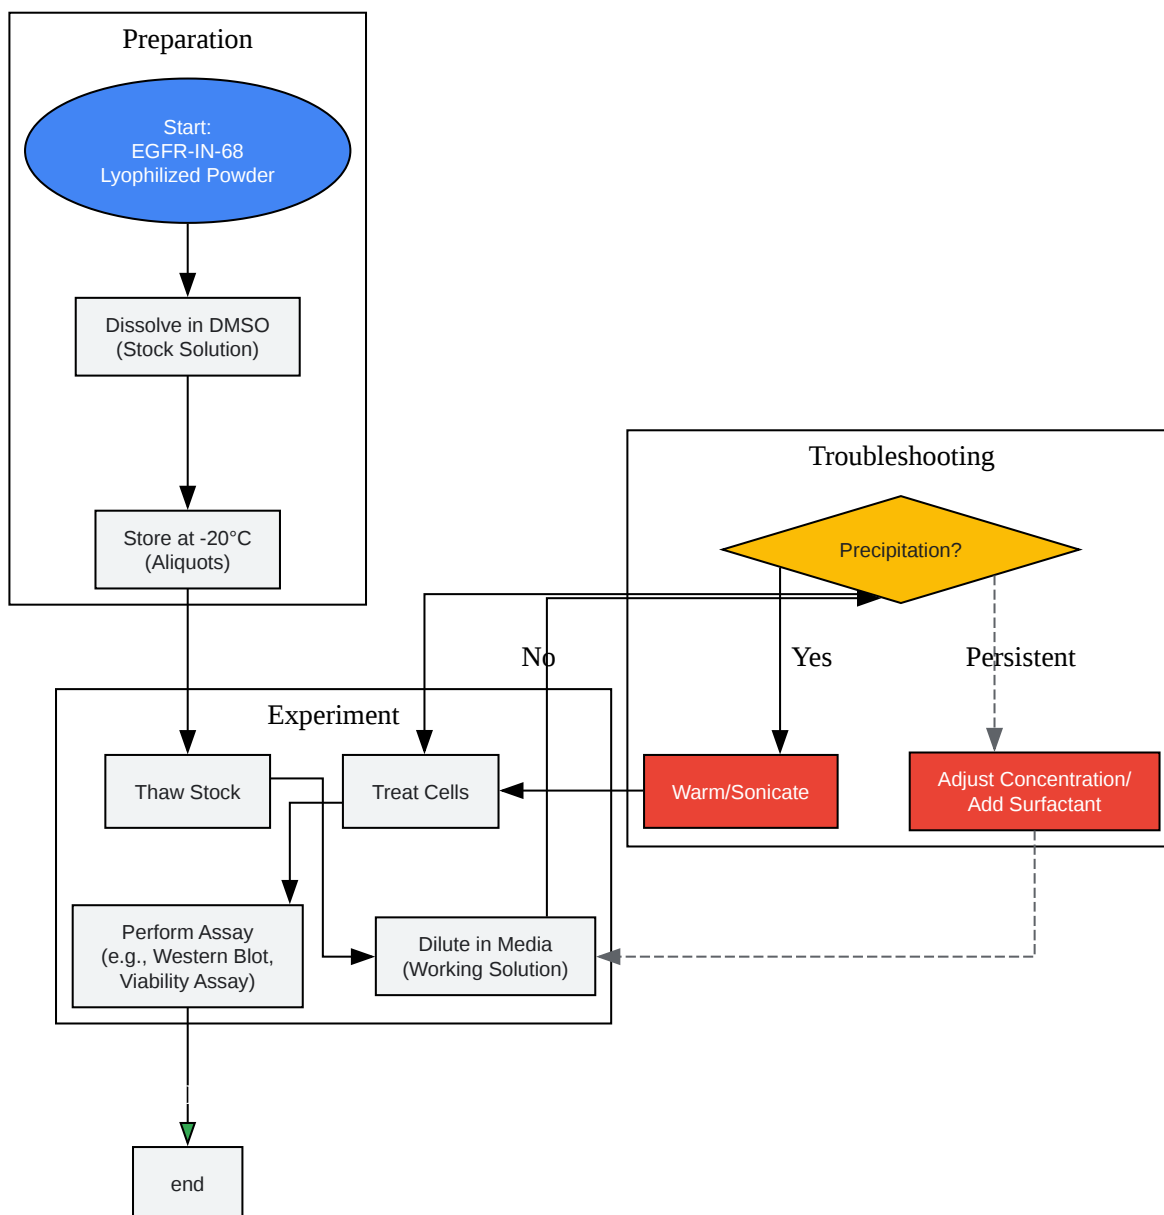 Preparation
Start:
EGFR-IN-68
Lyophilized Powder
Dissolve in DMSO
(Stock Solution)
Store at -20°C
(Aliquots)
Troubleshooting
Precipitation?
No
Yes
Persistent
Experiment
Thaw Stock
Treat Cells
Warm/Sonicate
Adjust Concentration/
Add Surfactant
Perform Assay
(e.g., Western Blot,
Viability Assay)
Dilute in Media
(Working Solution)
end